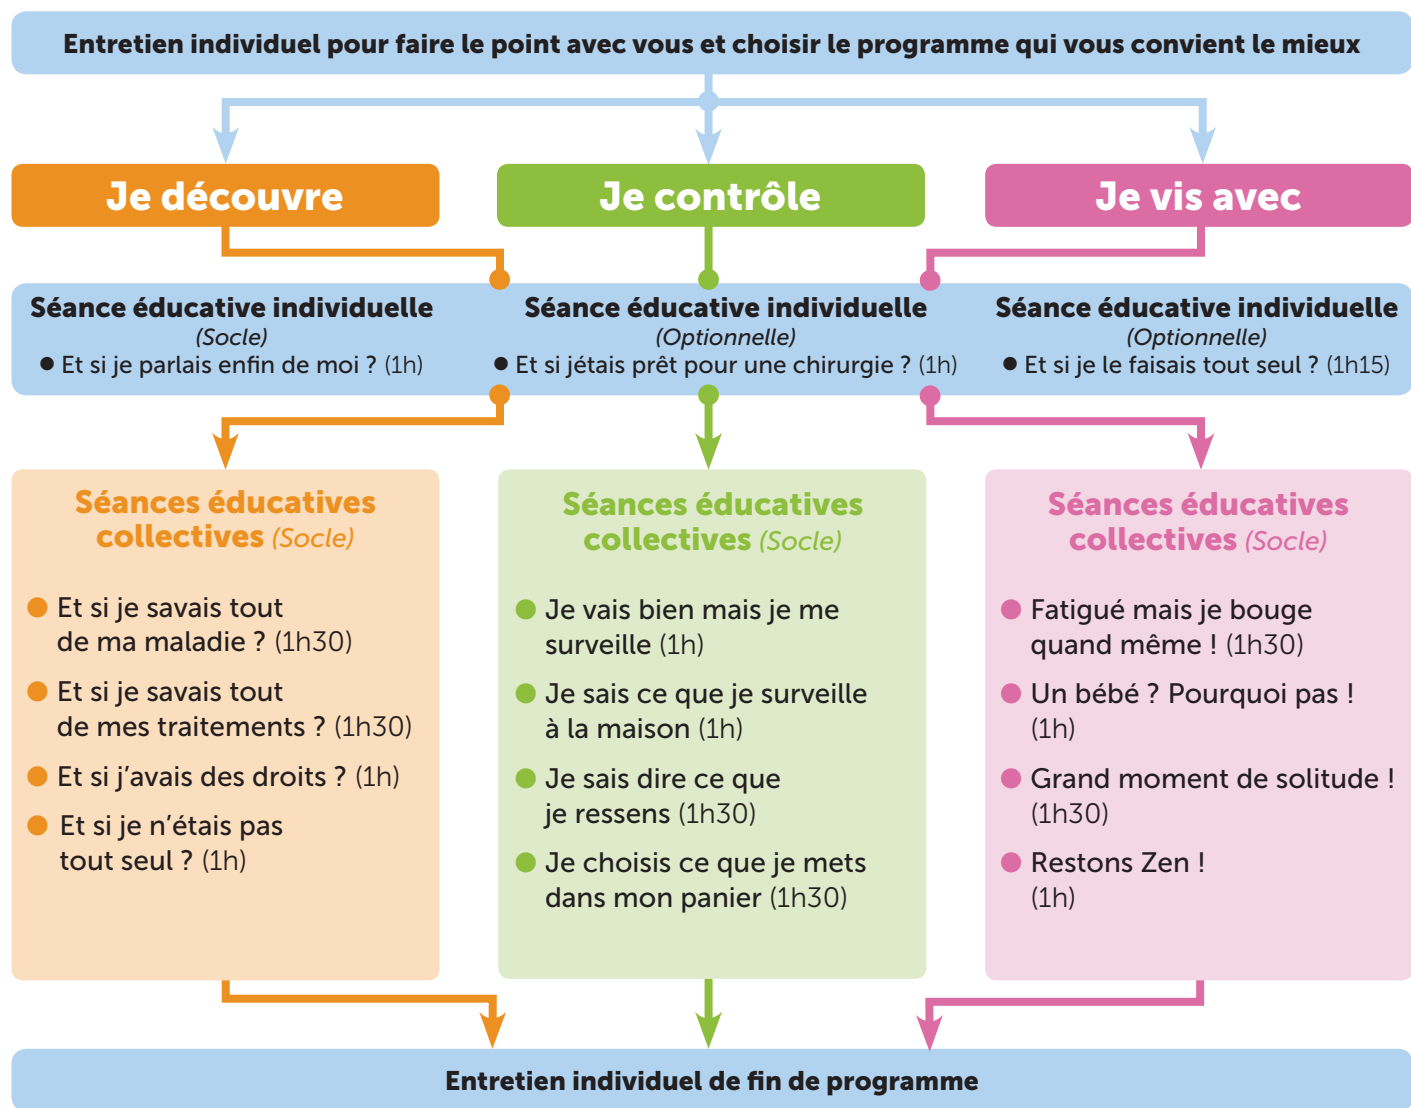 Entretien individuel pour faire le point avec vous et choisir le programme qui vous convient le mieux
Je découvre
Je contrôle
Je vis avec
Séance éducative individuelle
(Socle)
● Et si je parlais enfin de moi ? (1h)
Séance éducative individuelle
(Optionnelle)
● Et si jétais prêt pour une chirurgie ? (1h)
Séance éducative individuelle
(Optionnelle)
● Et si je le faisais tout seul ? (1h15)
Séances éducatives
collectives (Socle)
● Et si je savais tout
de ma maladie ? (1h30)
● Et si je savais tout
de mes traitements ? (1h30)
● Et si j’avais des droits ? (1h)
● Et si je n’étais pas
tout seul ? (1h)
Séances éducatives
collectives (Socle)
● Je vais bien mais je me
surveille (1h)
● Je sais ce que je surveille
à la maison (1h)
● Je sais dire ce que
je ressens (1h30)
● Je choisis ce que je mets
dans mon panier (1h30)
Séances éducatives
collectives (Socle)
● Fatigué mais je bouge
quand même ! (1h30)
● Un bébé ? Pourquoi pas !
(1h)
● Grand moment de solitude !
(1h30)
● Restons Zen !
(1h)
Entretien individuel de fin de programme